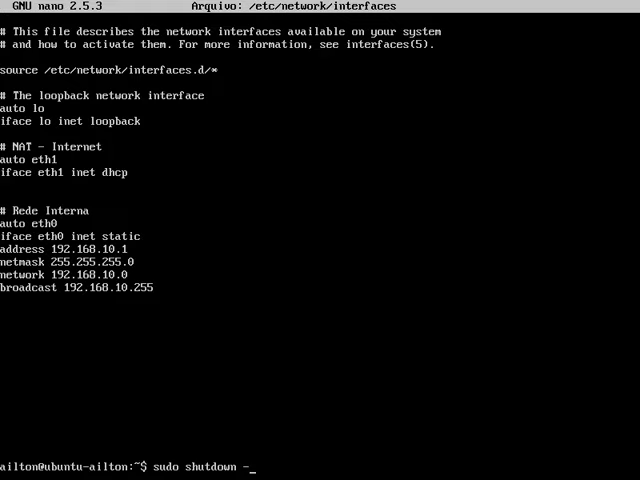 GNU nano 2.5.3 Arquivo: /etc/network/interfaces
# This file describes the network interfaces available on your system
# and how to activate them. For more information, see interfaces(5).
source /etc/network/interfaces.d/*
# The loopback network interface
auto lo
iface lo inet loopback
# NAT - Internet
auto eth1
iface eth1 inet dhcp
# Rede Interna
auto eth0
iface eth0 inet static
address 192.168.10.1
netmask 255.255.255.0
network 192.168.10.0
broadcast 192.168.10.255
ailton@ubuntu-ailton:~$ sudo shutdown -_